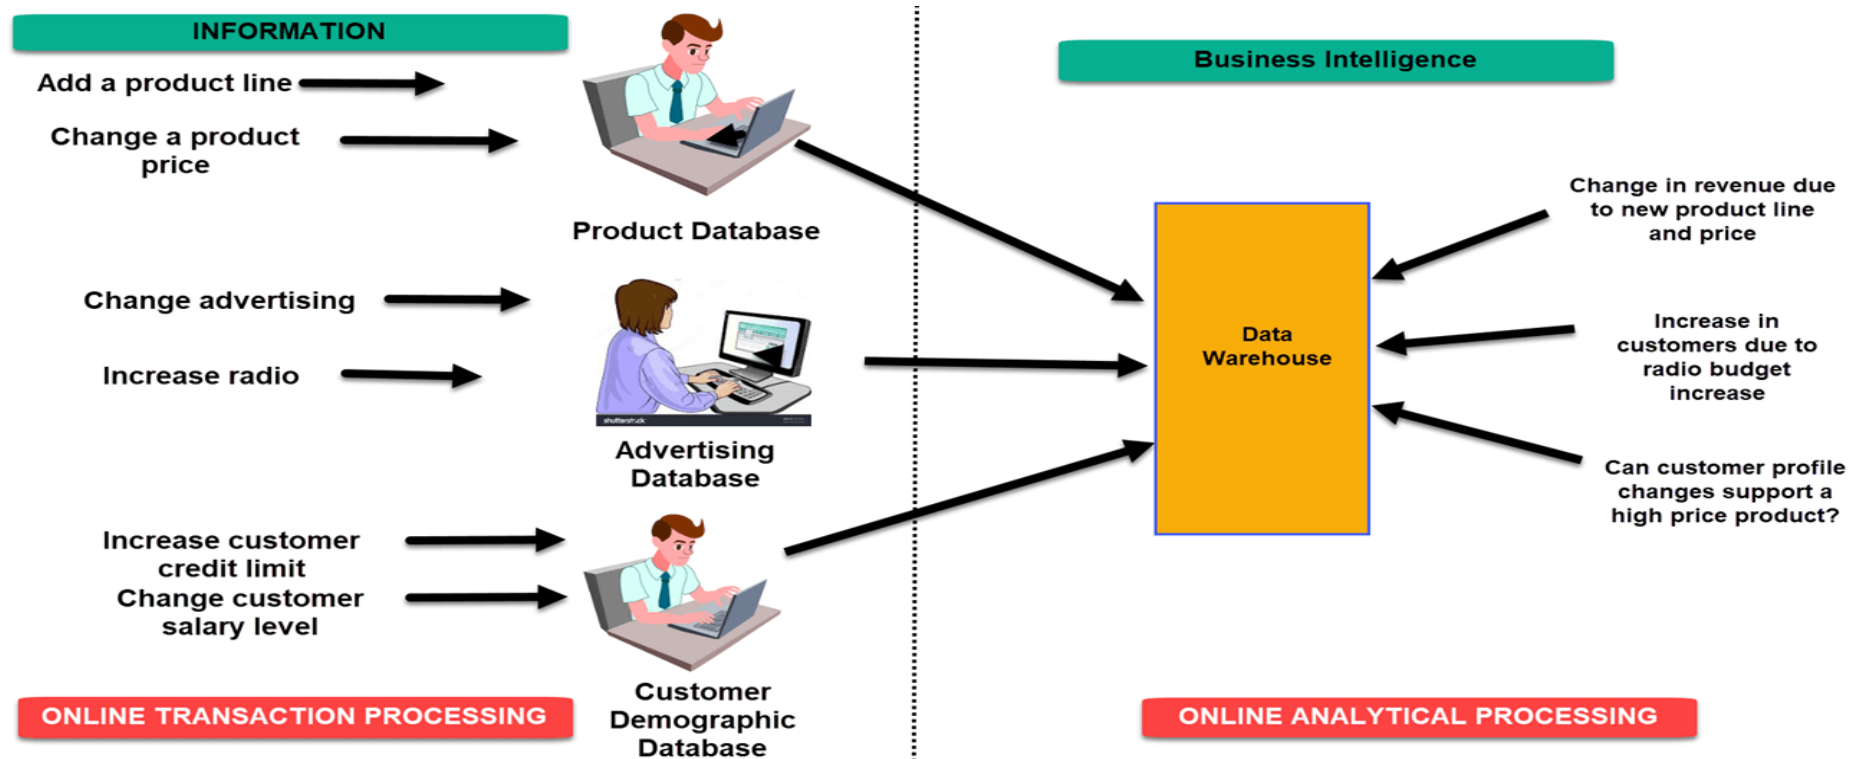 INFORMATION
Add a product line
Change a product
price
Product Database
Change advertising
Increase radio
shutterstock
Advertising
Database
Increase customer
credit limit
Change customer
salary level
Customer
Demographic
Database
ONLINE TRANSACTION PROCESSING
Business Intelligence
Data
Warehouse
Change in revenue due
to new product line
and price
Increase in
customers due to
radio budget
increase
Can customer profile
changes support a
high price product?
ONLINE ANALYTICAL PROCESSING